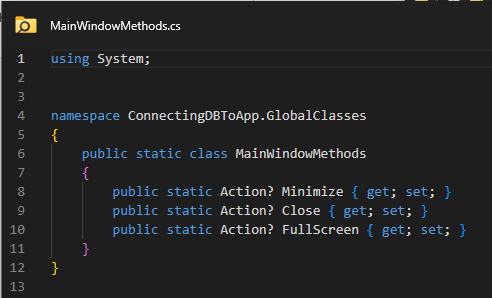 MainWindowMethods.cs
1 using System;
2
3
4 namespace ConnectingDBToApp.GlobalClasses
5 {
6 public static class MainWindowMethods
7 {
8 public static Action? Minimize { get; set; }
9 public static Action? Close { get; set; }
10 public static Action? FullScreen { get; set; }
11 }
12 }
13